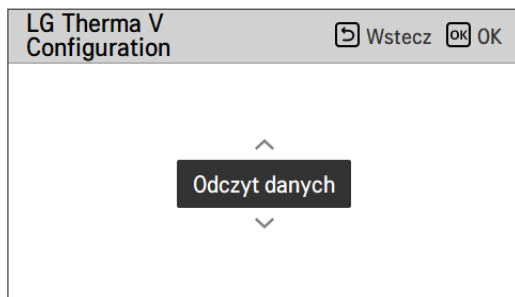 LG Therma V
Configuration
Wstecz OK OK
Odczyt danych